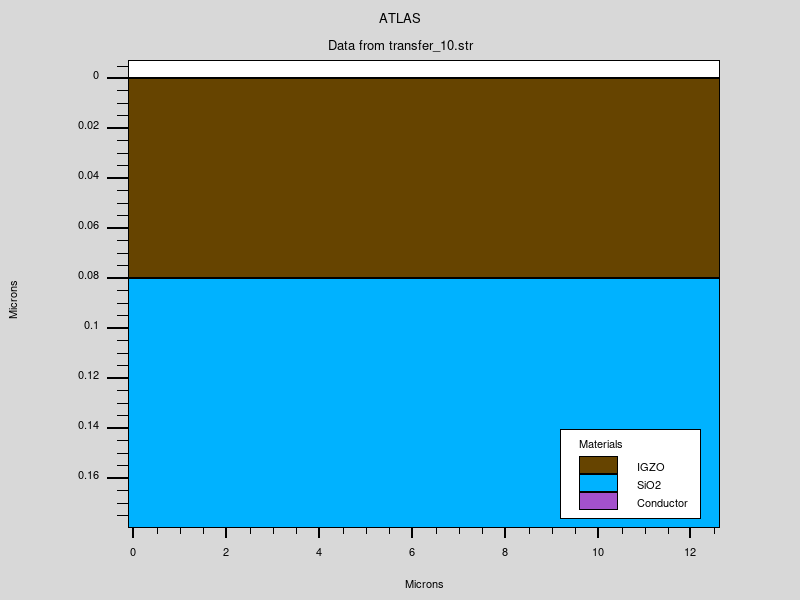 ATLAS
Data from transfer_10.str
0
0.02
0.04
0.06
0.08
0.1
0.12
0.14
0.16
Microns
Materials
IGZO
SiO2
Conductor
0 2 4 6 8 10 12
Microns